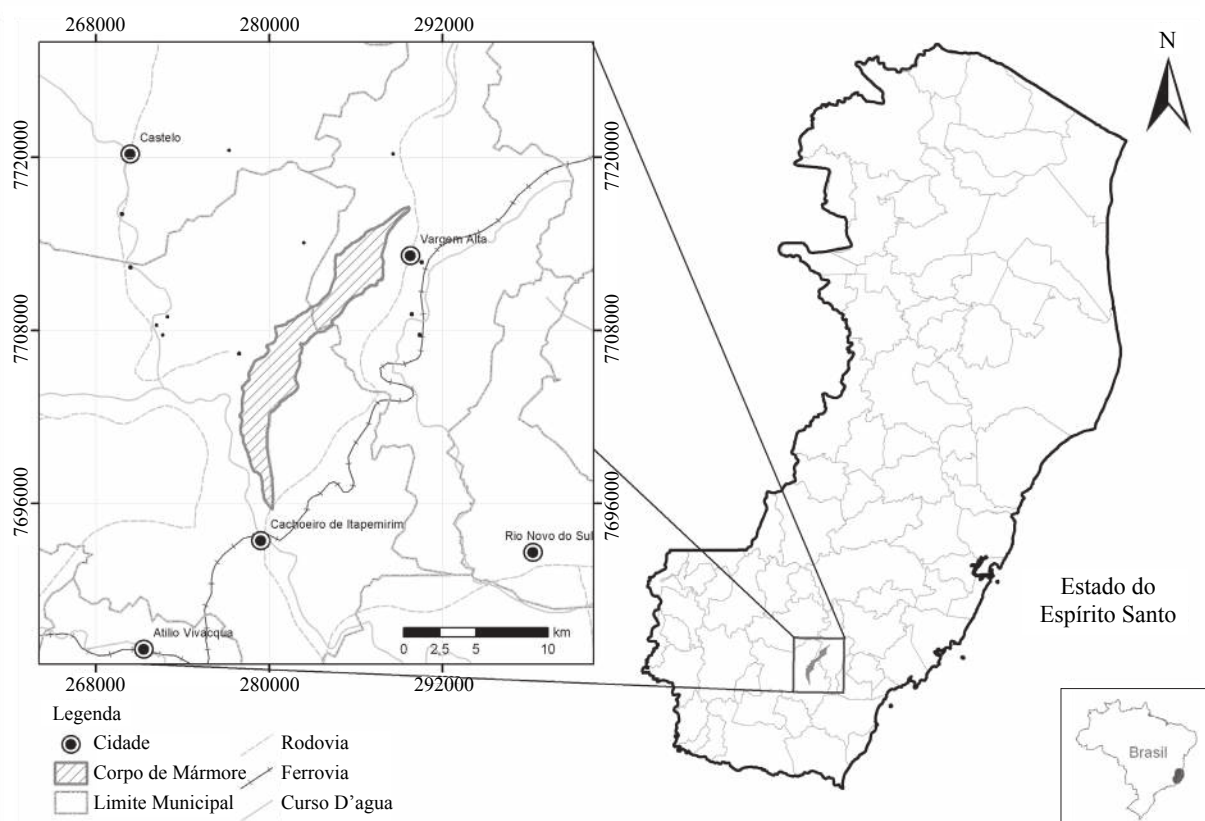 268000
280000
292000
N
7720000
7720000
Castelo
Vargem Alta
7708000
7708000
7696000
7696000
Cachoeiro de Itapemirim
Rio Novo do Sul
Atílio Vivacqua
km
0 2,5 5 10
268000
280000
292000
Estado do
Espírito Santo
Legenda
Cidade
Rodovia
Corpo de Mármore
Ferrovia
Limite Municipal
Curso D’agua
Brasil